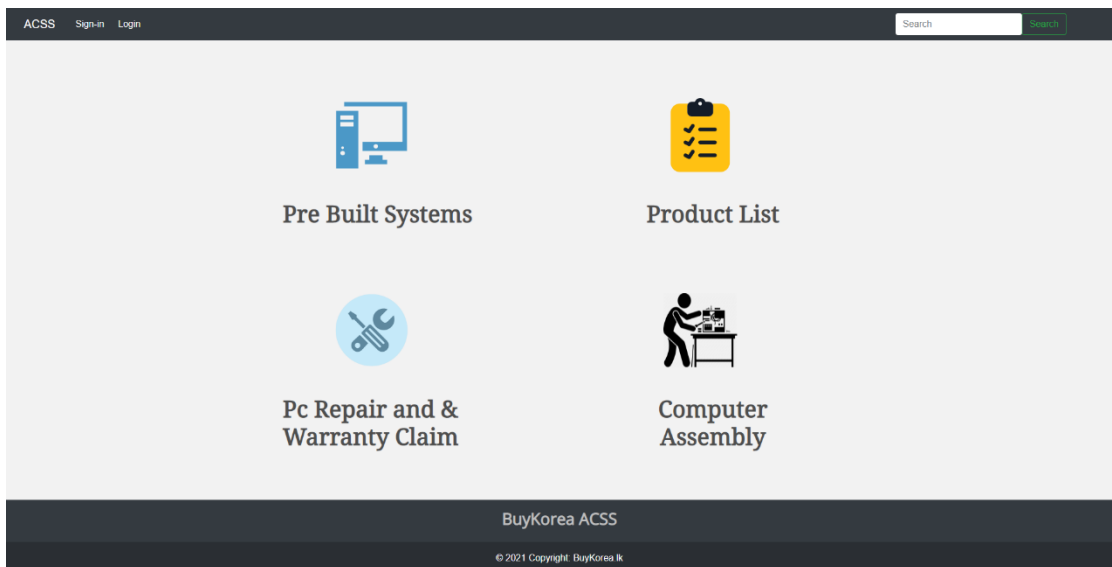 ACSS Sign-in Login Search Search
Pre Built Systems
Product List
Pc Repair and &
Warranty Claim
Computer
Assembly
BuyKorea ACSS
© 2021 Copyright: BuyKorea lk